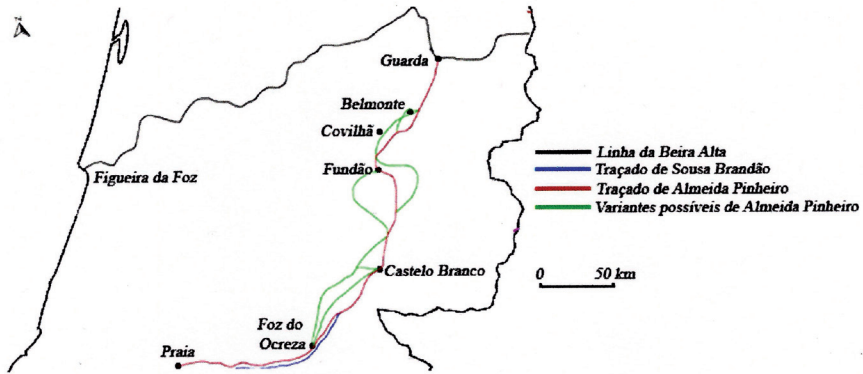 Guarda
Belmonte
Covilhã
Fundão
Figueira da Foz
Castelo Branco
Foz do
Ocreza
Praia
Linha da Beira Alta
Traçado de Sousa Brandão
Traçado de Almeida Pinheiro
Variantes possíveis de Almeida Pinheiro
0 50 km